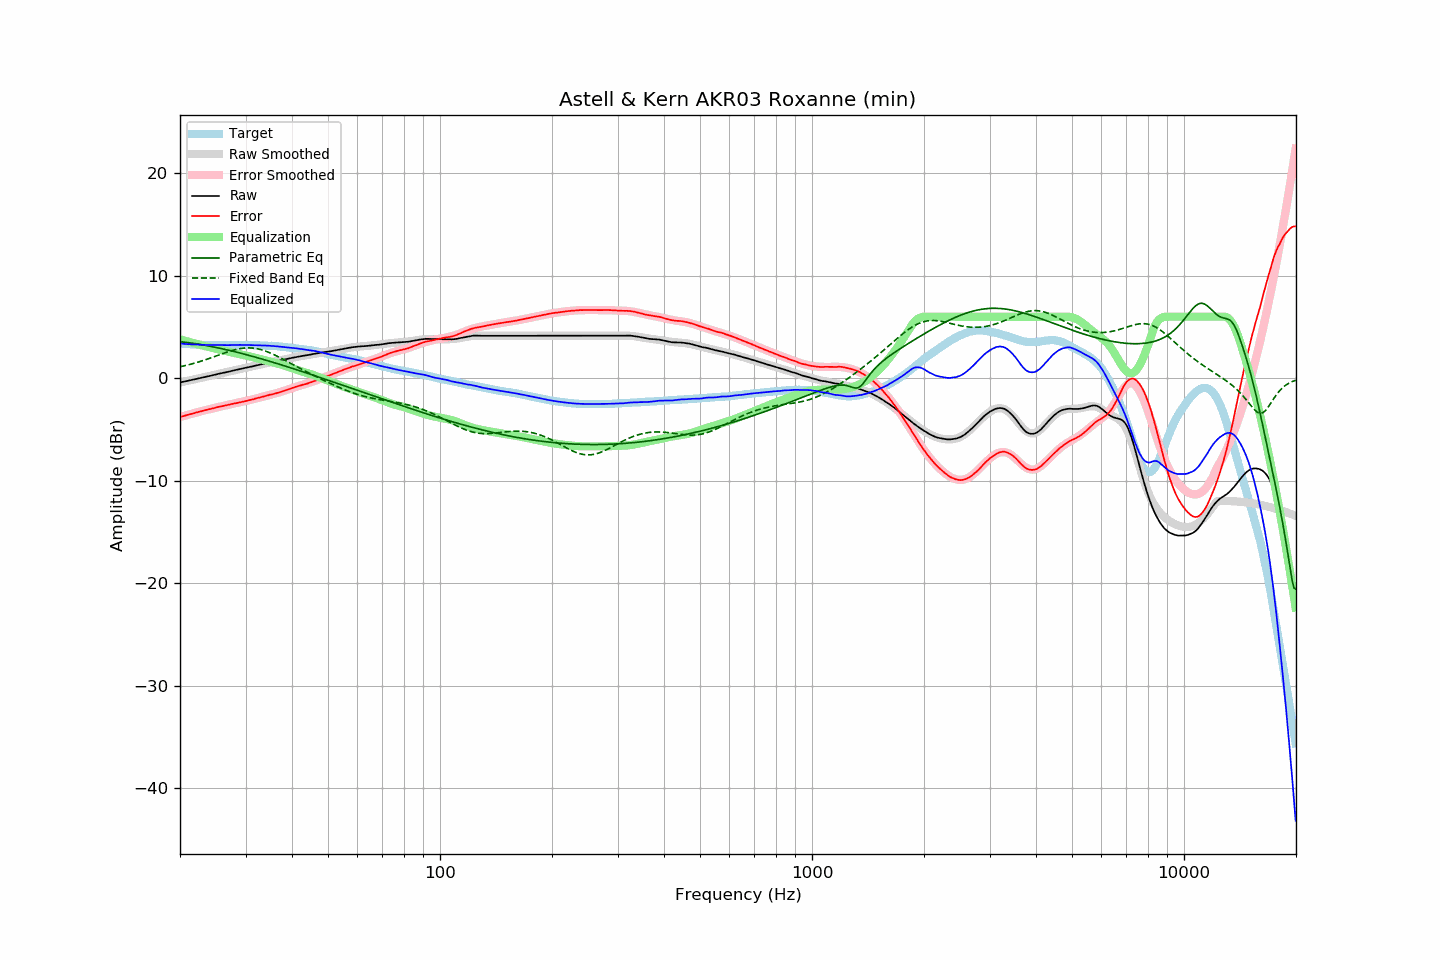 Astell & Kern AKR03 Roxanne (min)
Target
Raw Smoothed
Error Smoothed
Raw
Error
Equalization
Parametric Eq
Fixed Band Eq
Equalized
20
10
0
−10
−20
−30
−40
Amplitude (dBr)
100
1000
10000
Frequency (Hz)